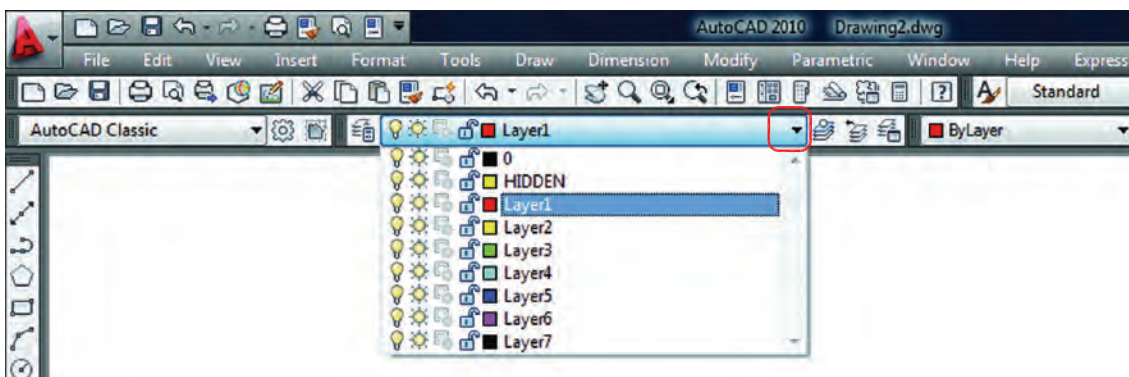 AutoCAD 2010 Drawing2.dwg
File Edit View Insert Format Tools Draw Dimension Modify Parametric Window Help Express
Standard
AutoCAD Classic Layer1 ByLayer
0
HIDDEN
Layer1
Layer2
Layer3
Layer4
Layer5
Layer6
Layer7